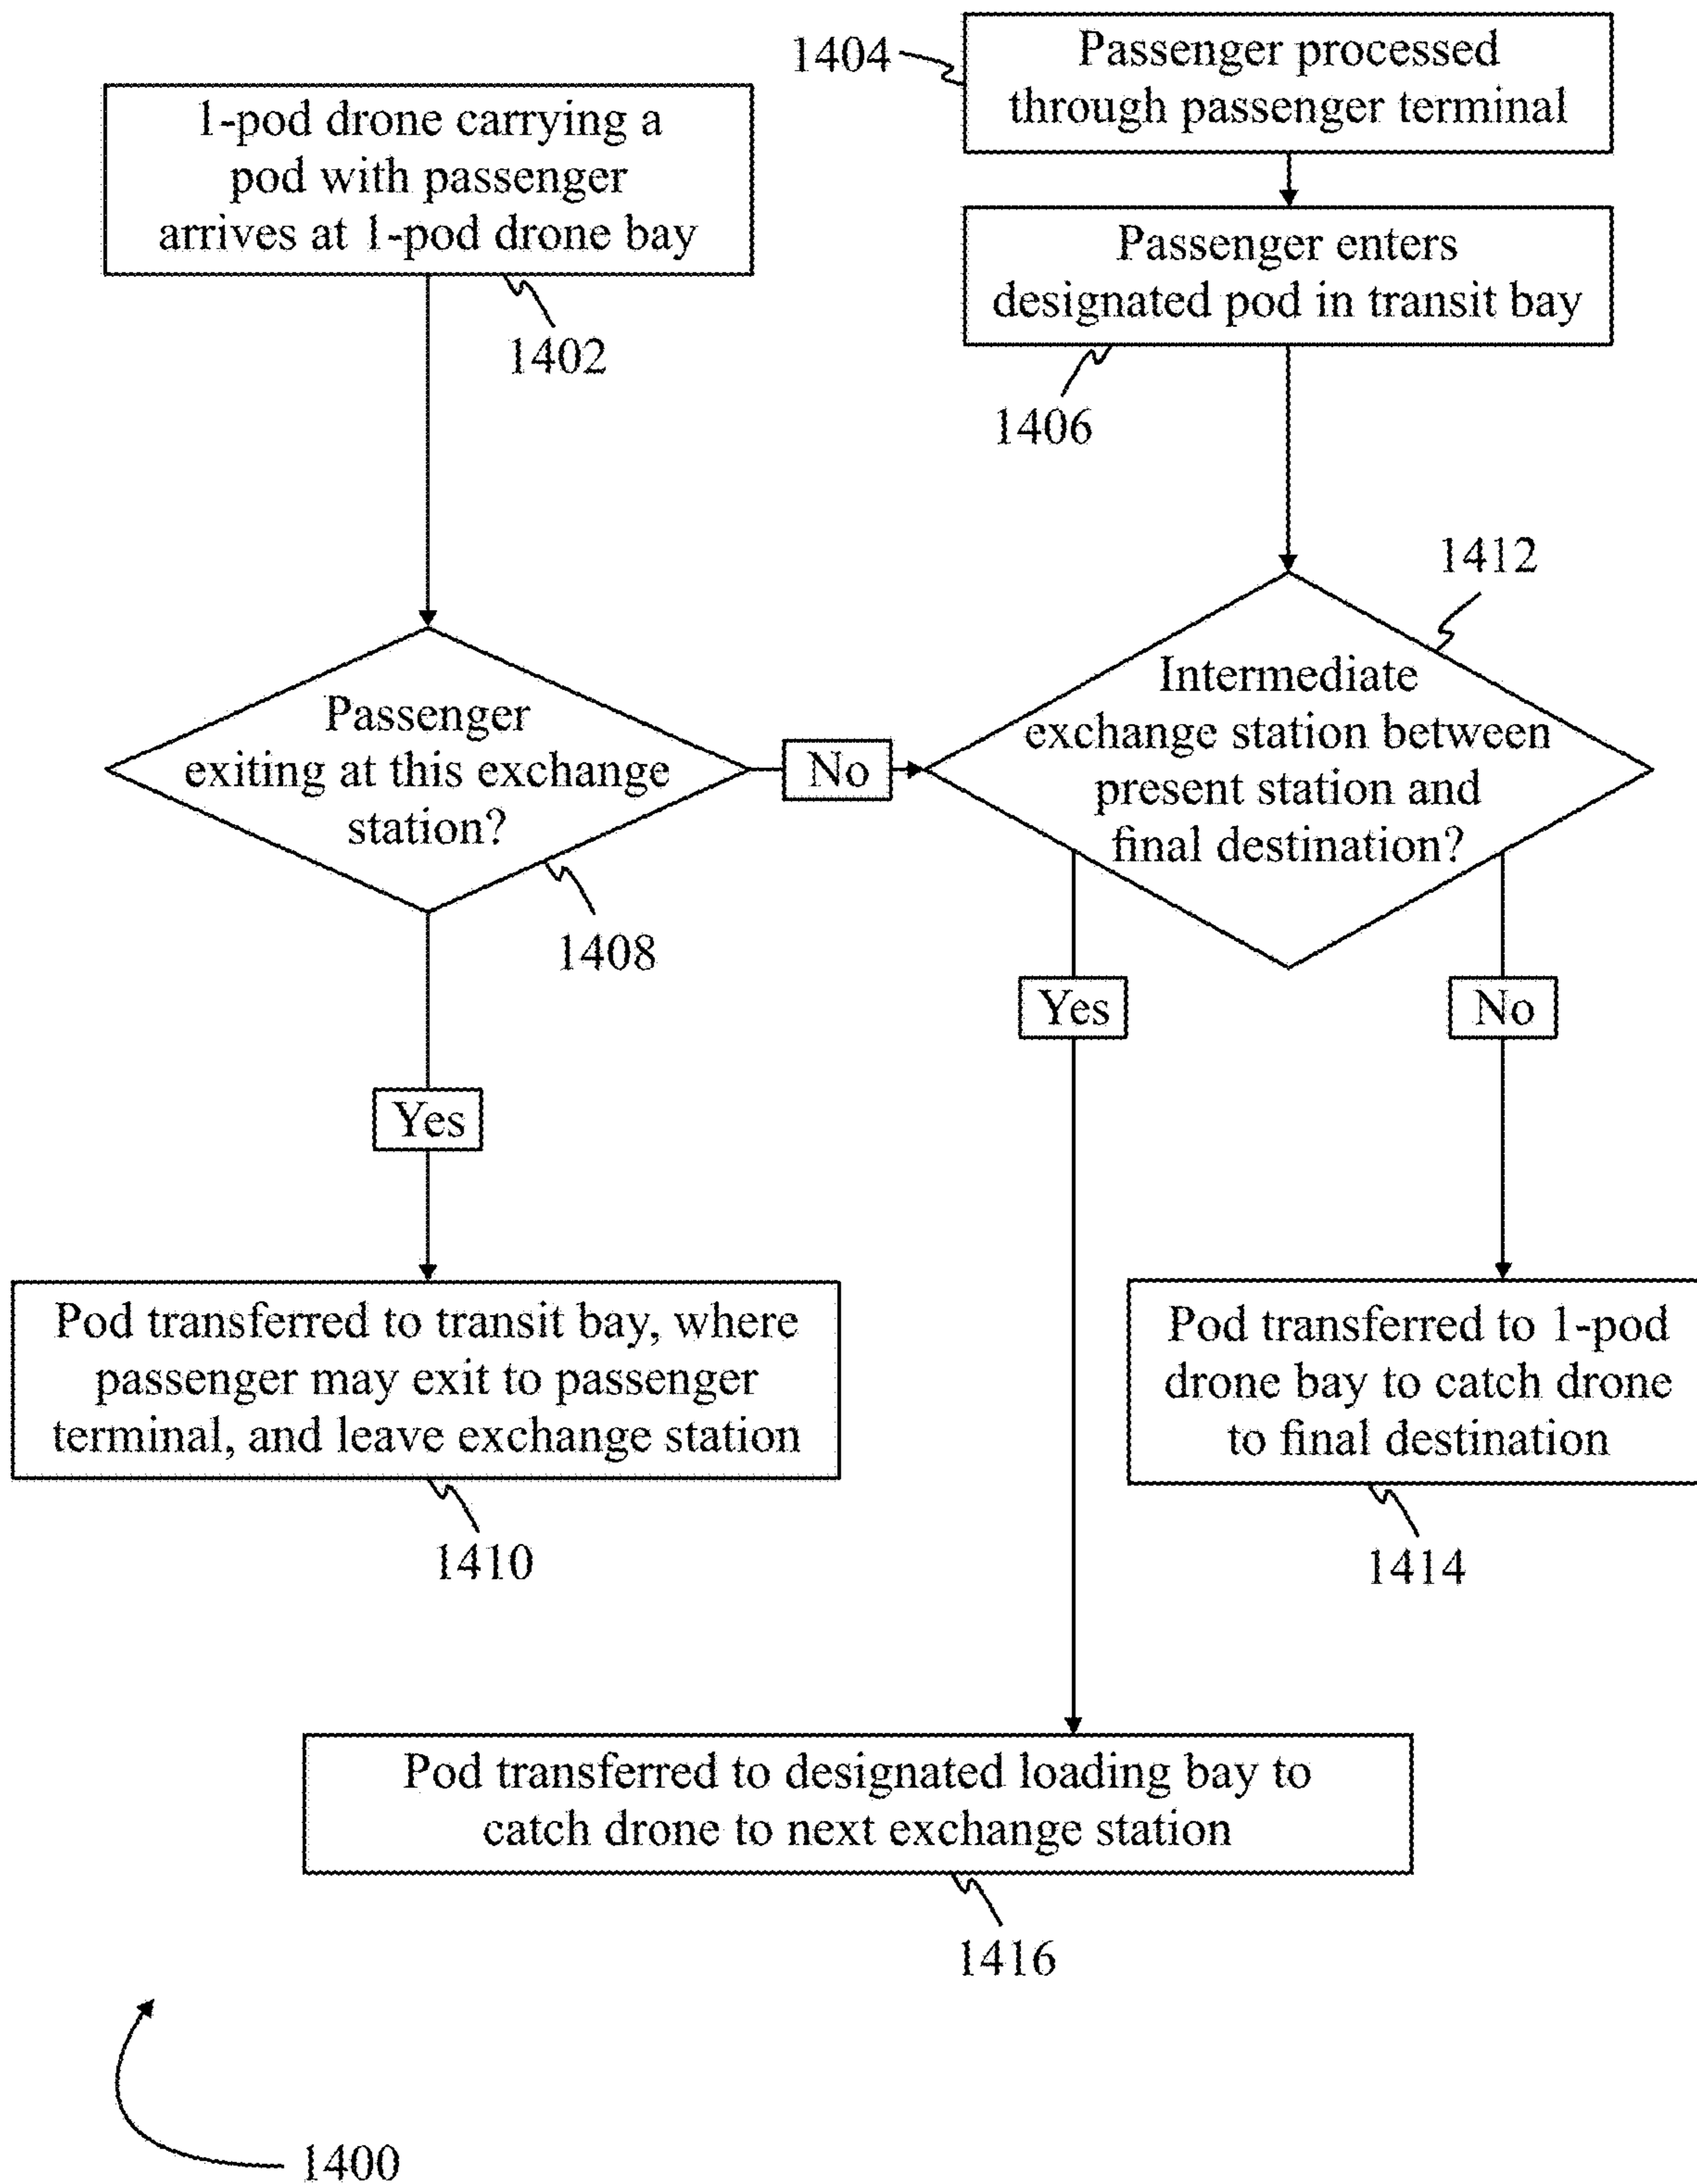 1404
Passenger processed
through passenger terminal
1-pod drone carrying a
pod with passenger
arrives at 1-pod drone bay
1402
Passenger enters
designated pod in transit bay
1406
1412
Passenger
exiting at this exchange
station?
1408
No
Intermediate
exchange station between
present station and
final destination?
Yes
No
Yes
Pod transferred to transit bay, where
passenger may exit to passenger
terminal, and leave exchange station
1410
Pod transferred to 1-pod
drone bay to catch drone
to final destination
1414
Pod transferred to designated loading bay to
catch drone to next exchange station
1416
1400